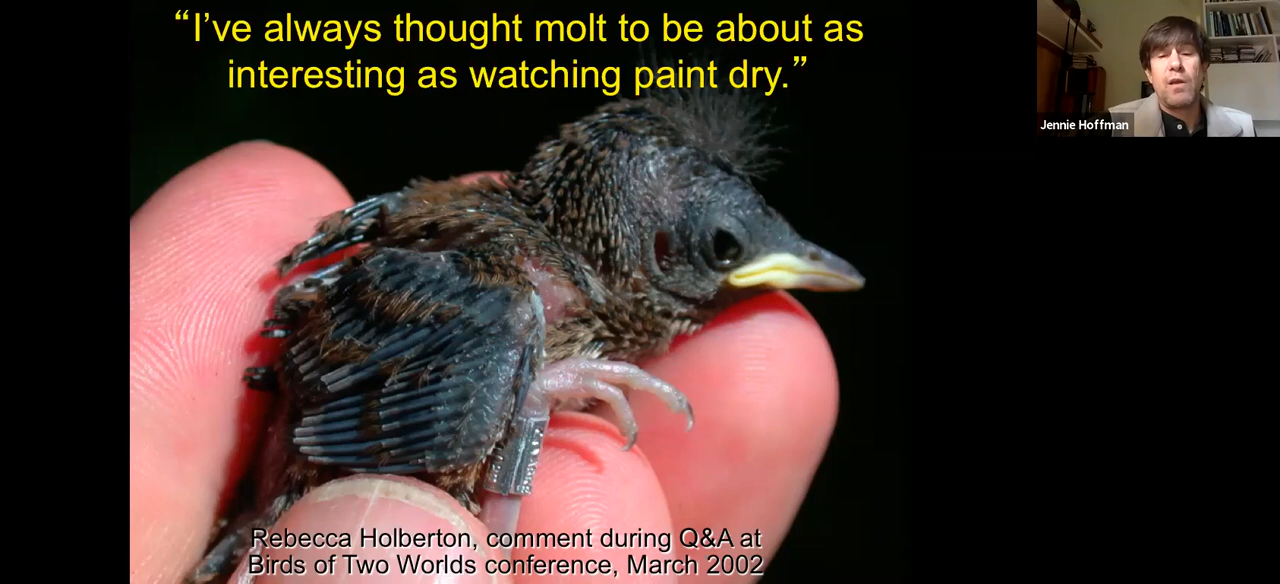 “I’ve always thought molt to be about as
interesting as watching paint dry.”
Jennie Hoffman
Rebecca Holberton, comment during Q&A at
Birds of Two Worlds conference, March 2002